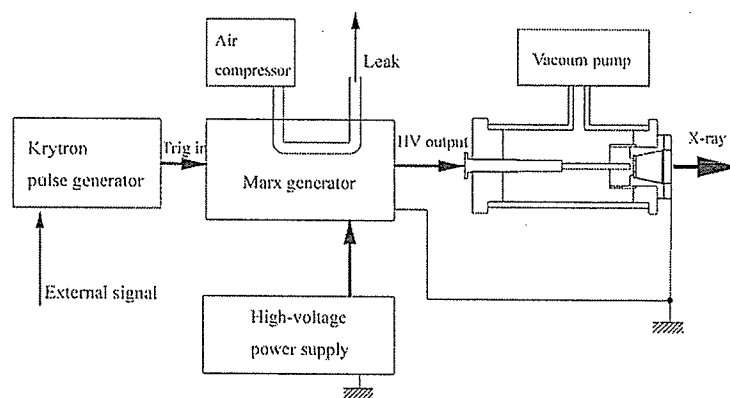 Air
compressor
Leak
Vacuum pump
Krytron
pulse generator
Trig in
Marx generator
HV output
X-ray
External signal
High-voltage
power supply